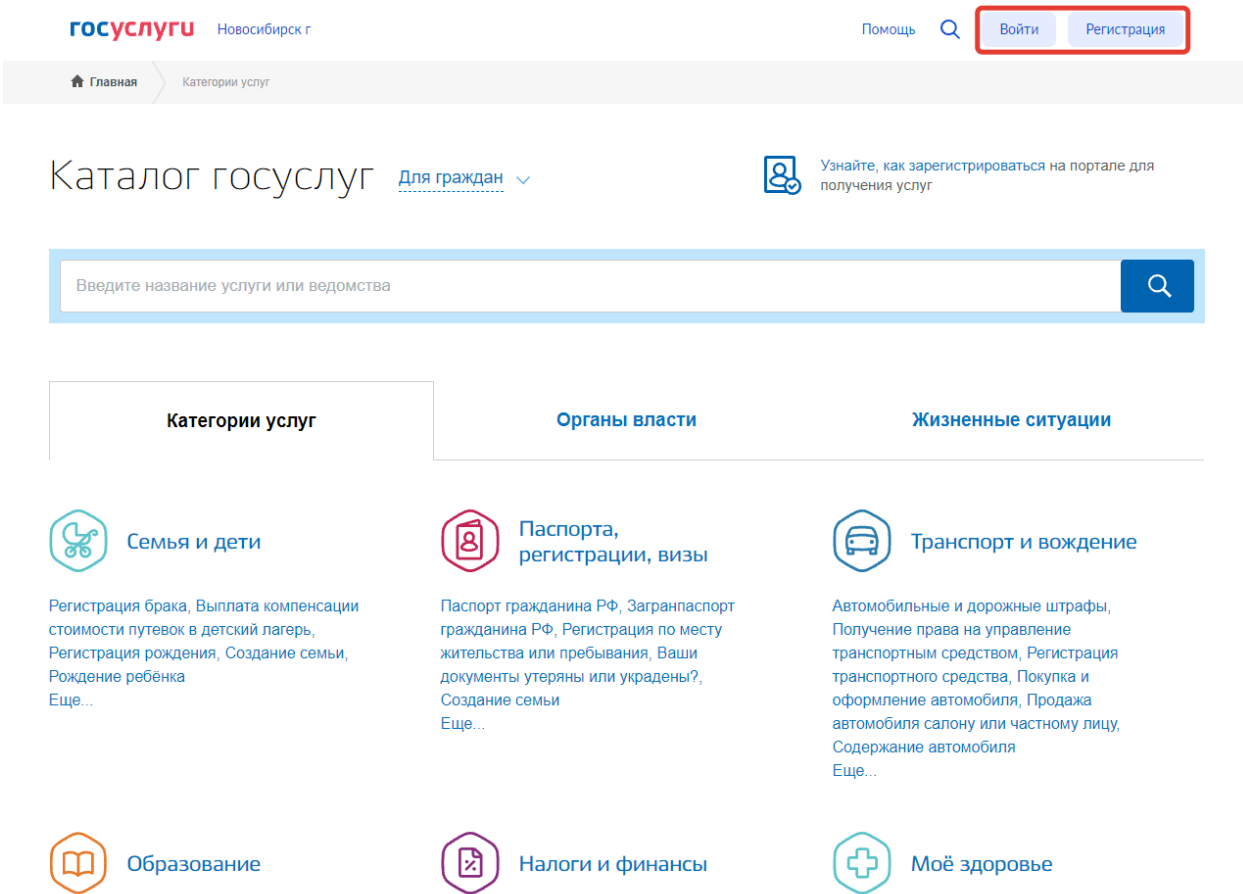 госуслуги Новосибирск г Помощь Войти Регистрация
Главная Категории услуг
Каталог госуслуг Для граждан
Узнайте, как зарегистрироваться на портале для
получения услуг
Введите название услуги или ведомства
Категории услуг Органы власти Жизненные ситуации
Семья и дети
Регистрация брака, Выплата компенсации
стоимости путевок в детский лагерь,
Регистрация рождения, Создание семьи,
Рождение ребёнка
Еще...
Паспорта,
регистрации, визы
Паспорт гражданина РФ, Загранпаспорт
гражданина РФ, Регистрация по месту
жительства или пребывания, Ваши
документы утеряны или украдены?,
Создание семьи
Еще...
Транспорт и вождение
Автомобильные и дорожные штрафы,
Получение права на управление
транспортным средством, Регистрация
транспортного средства, Покупка и
оформление автомобиля, Продажа
автомобиля салону или частному лицу,
Содержание автомобиля
Еще...
Образование
Налоги и финансы
Моё здоровье